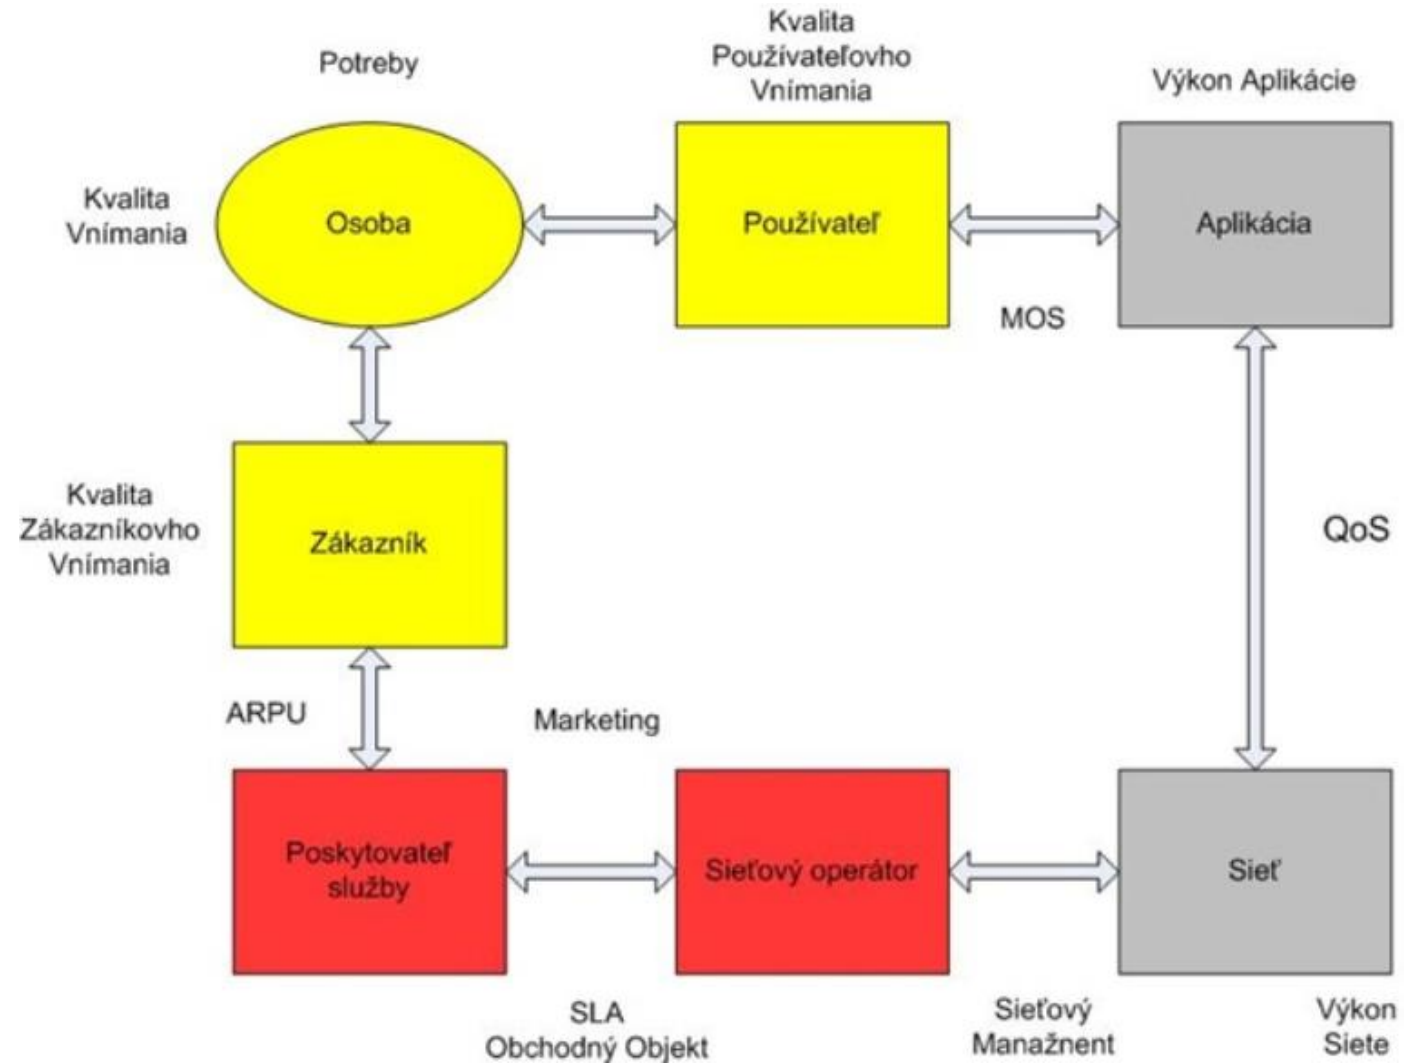 Potreby
Kvalita
Používateľovho
Vnímania
Výkon Aplikácie
Kvalita
Vnímania
Osoba
Používateľ
Aplikácia
MOS
Kvalita
Zákazníkovho
Vnímania
Zákazník
QoS
ARPU
Marketing
Poskytovateľ
služby
Sieťový operátor
Sieť
SLA
Obchodný Objekt
Sieťový
Manažnent
Výkon
Siete